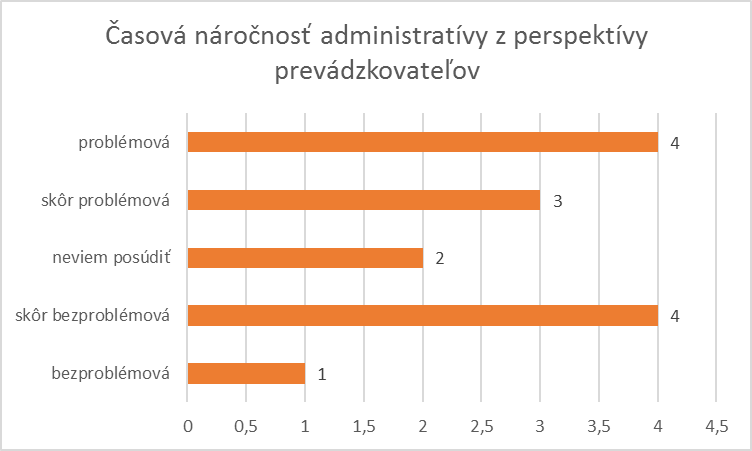 Časová náročnosť administratívy z perspektívy
prevádzkovateľov
problémová 4
skôr problémová 3
neviem posúdiť 2
skôr bezproblémová 4
bezproblémová 1
0 0,5 1 1,5 2 2,5 3 3,5 4 4,5